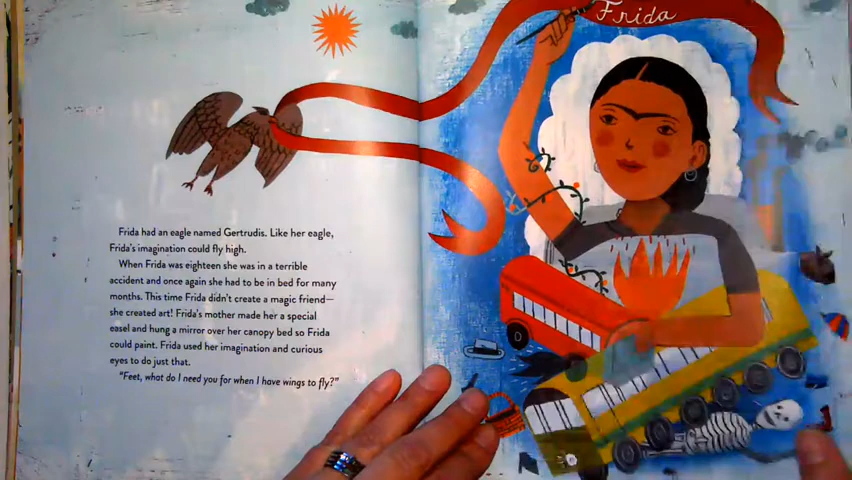 Frida
Frida had an eagle named Gertrudis. Like her eagle,
Frida's imagination could fly high.
When Frida was eighteen she was in a terrible
accident and once again she had to be in bed for many
months. This time Frida didn't create a magic friend—
she created art! Frida's mother made her a special
easel and hung a mirror over her canopy bed so Frida
could paint. Frida used her imagination and curious
eyes to do just that.
"Feet, what do I need you for when I have wings to fly?"